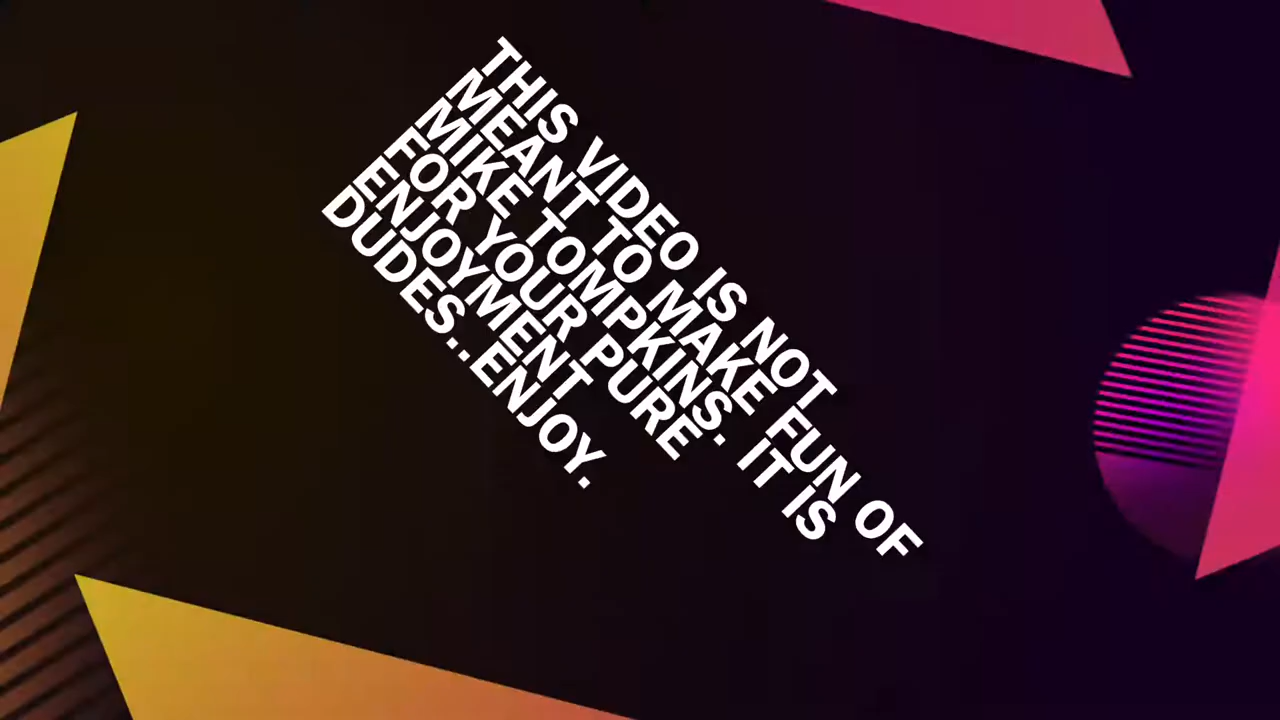 THIS VIDEO IS NOT
MEANT TO MAKE FUN OF
MIKE TOMPKINS. IT IS
FOR YOUR PURE
ENJOYMENT
DUDES..ENJOY.